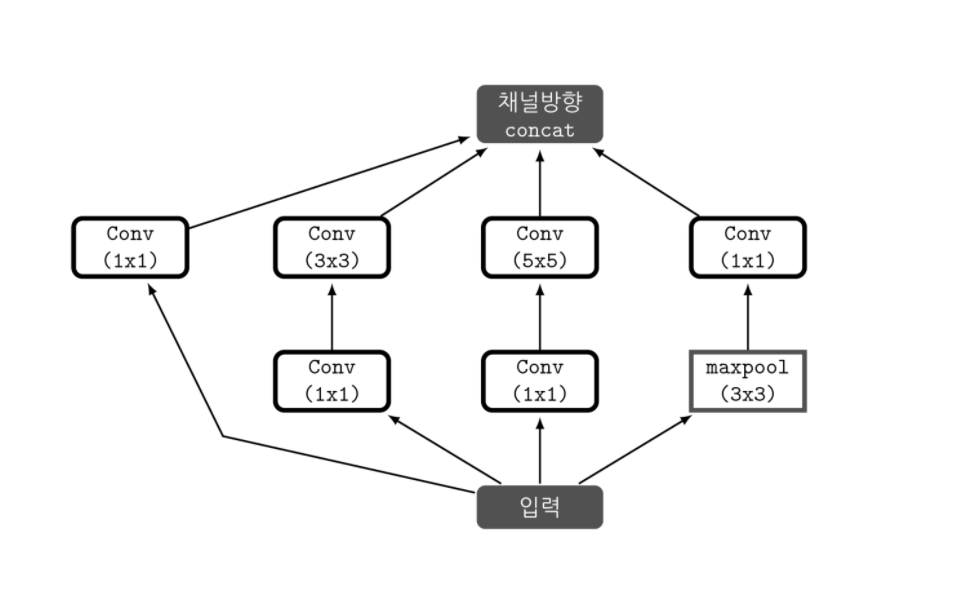 채널방향
concat
Conv
(1x1)
Conv
(3x3)
Conv
(5x5)
Conv
(1x1)
Conv
(1x1)
Conv
(1x1)
maxpool
(3x3)
입력